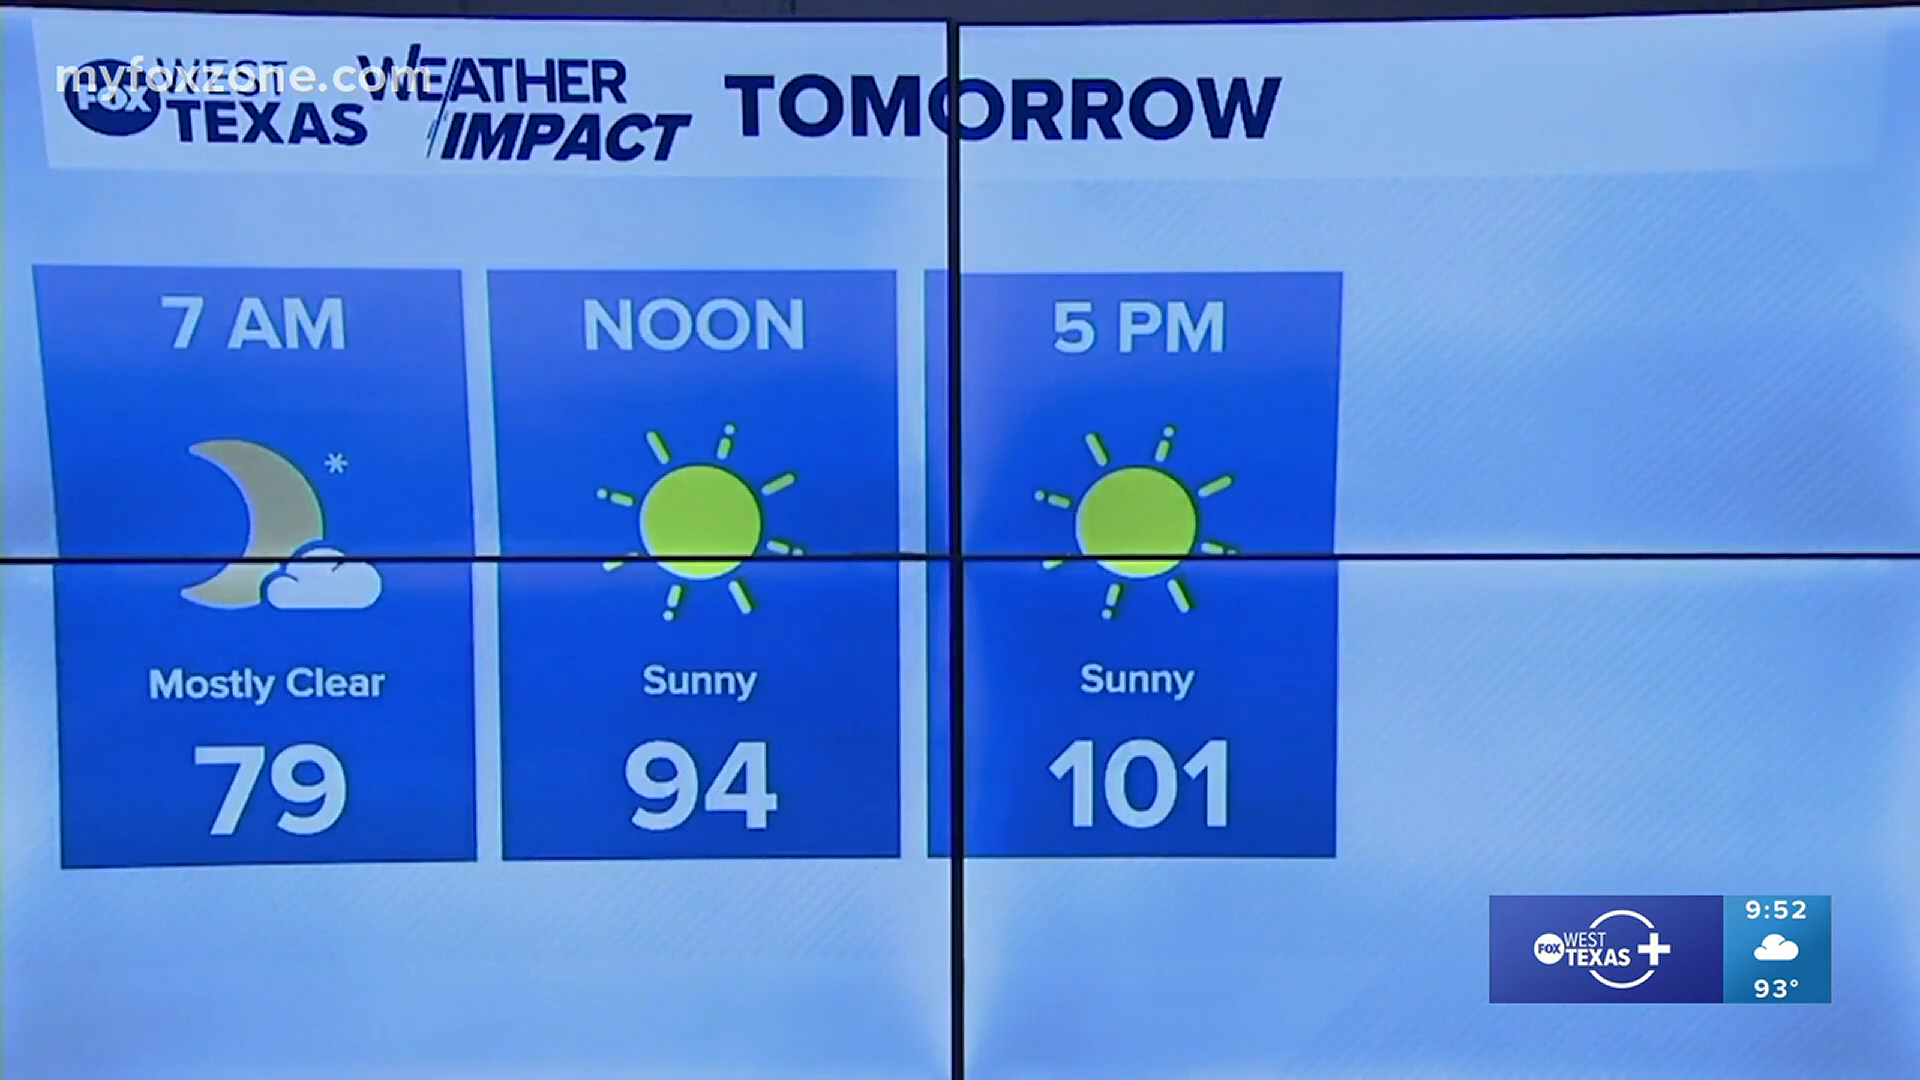 myfoxzone.com
FOX WEST TEXAS
WEATHER IMPACT
TOMORROW
7 AM
Mostly Clear
79
NOON
Sunny
94
5 PM
Sunny
101
FOX WEST TEXAS +
9:52
93°